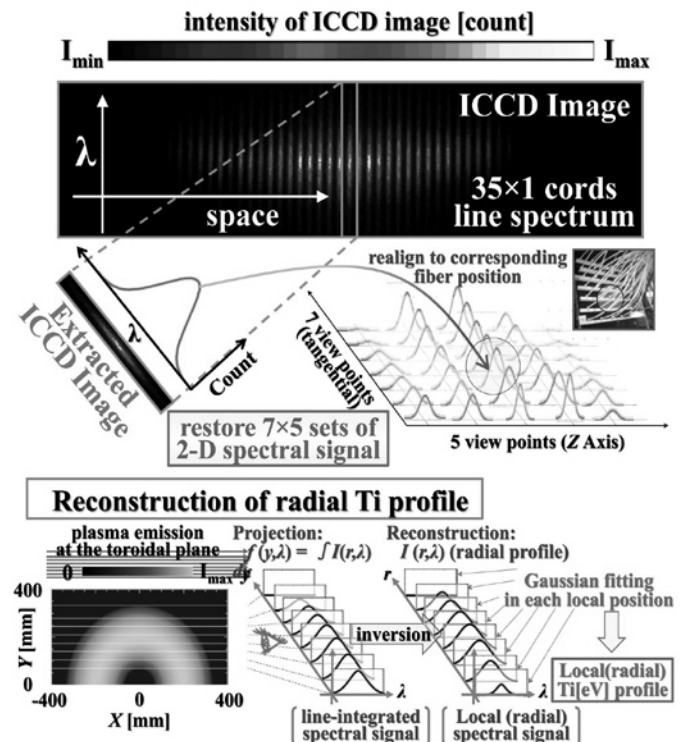 intensity of ICCD image [count]
I_min
I_max
ICCD Image
λ
space
35×1 cords
line spectrum
realign to corresponding
fiber position
Extracted
ICCD Image
λ
Count
7 view points
(tangehtial)
5 view points (Z Axis)
restore 7×5 sets of
2-D spectral signal
Reconstruction of radial Ti profile
plasma emission
at the toroidal plane
0
I_max
400
Y [mm]
0
-400
0
400
X [mm]
Projection:
f (y,λ) = ∫I(r,λ)
dy
inversion
λ
line-integrated
spectral signal
Reconstruction:
I (r,λ) (radial profile)
r
Gaussian fitting
in each local position
λ
Local (radial)
spectral signal
Local(radial)
Ti[eV] profile